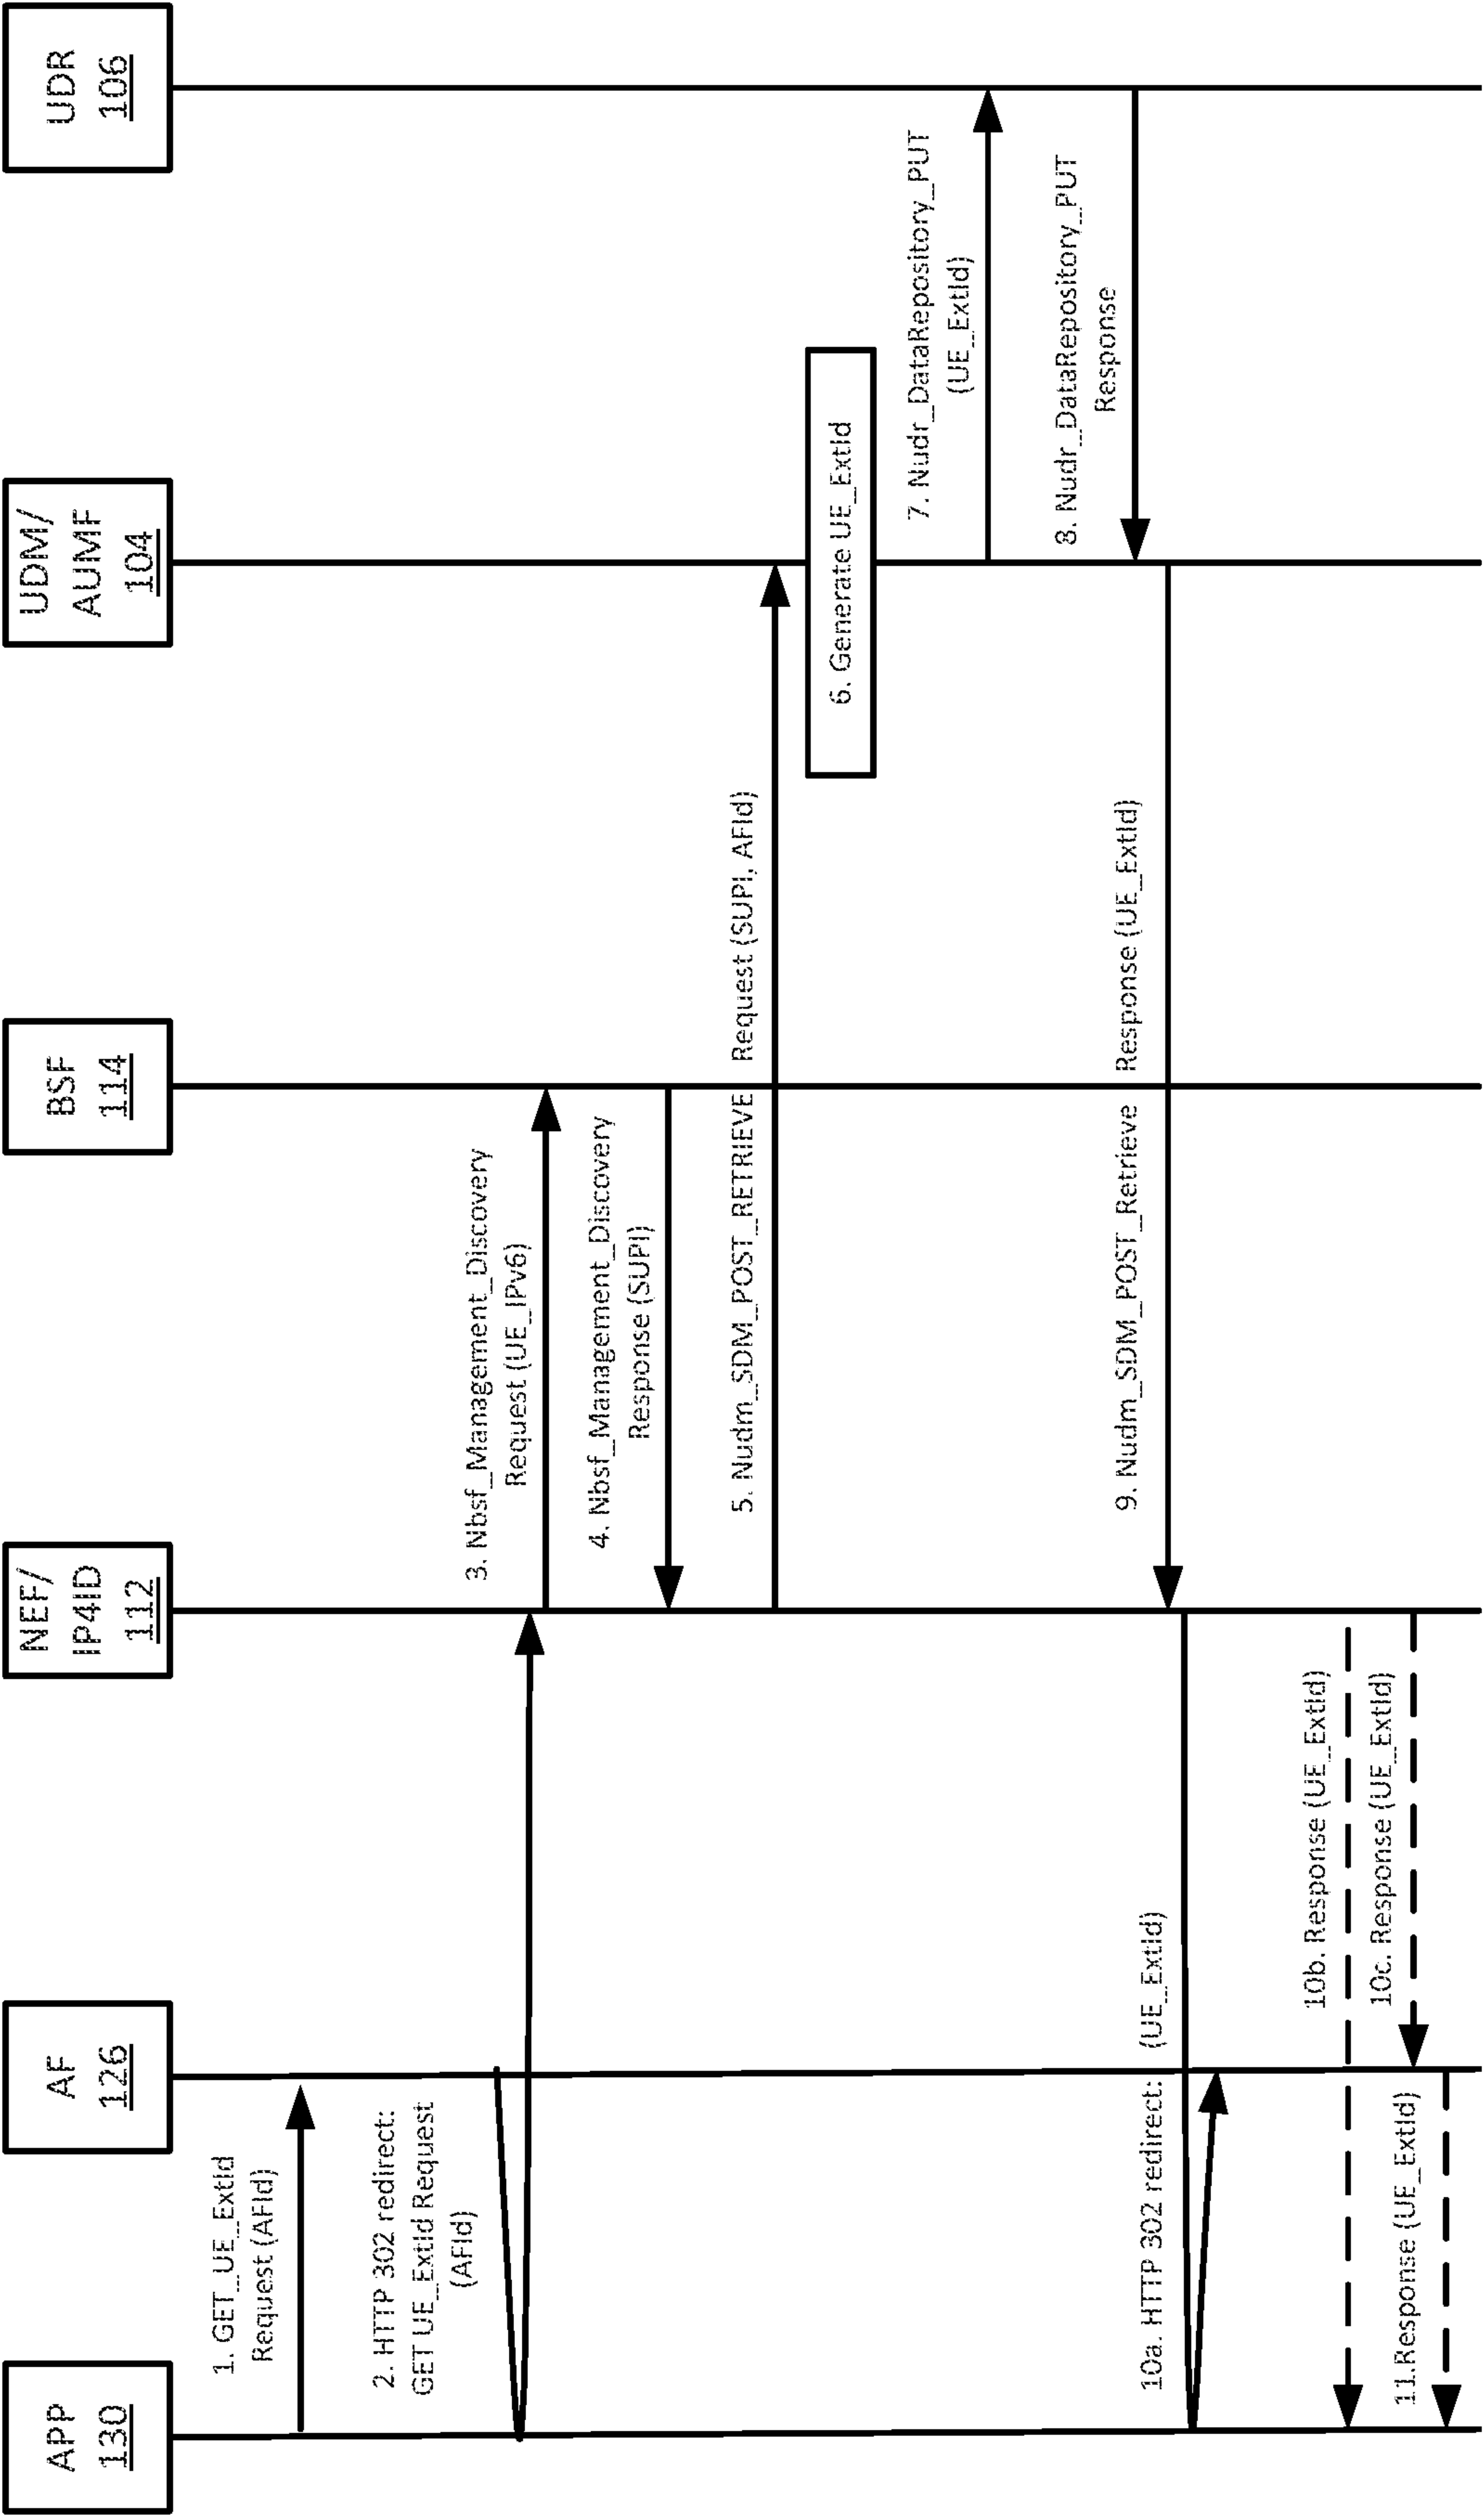 APP
130
AF
126
NEF/
IP4ID
112
BSF
114
UDM/
AUMF
104
UDR
106
1. GET_UE_ExtId
Request (AFId)
2. HTTP 302 redirect:
GET UE_ExtId Request
(AFId)
3. Nbsf_Management_Discovery
Request (UE_IPv6)
4. Nbsf_Management_Discovery
Response (SUPI)
5. Nudm_SDM_POST_RETRIEVE Request (SUPI, AFId)
6. Generate UE_ExtId
7. Nudr_DataRepository_PUT
(UE_ExtId)
8. Nudr_DataRepository_PUT
Response
9. Nudm_SDM_POST_Retrieve Response (UE_ExtId)
10a. HTTP 302 redirect: (UE_ExtId)
10b. Response (UE_ExtId)
10c. Response (UE_ExtId)
11.Response (UE_ExtId)